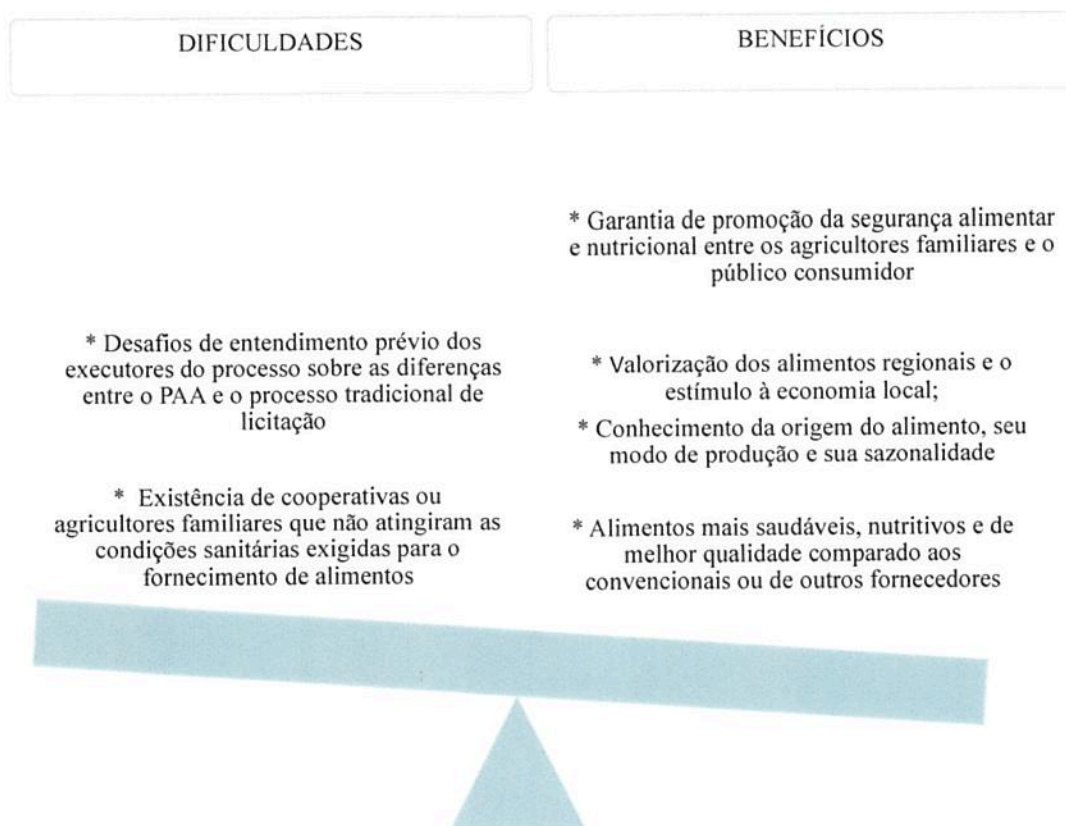 DIFICULDADES
* Desafios de entendimento prévio dos
executores do processo sobre as diferenças
entre o PAA e o processo tradicional de
licitação
* Existência de cooperativas ou
agricultores familiares que não atingiram as
condições sanitárias exigidas para o
fornecimento de alimentos
BENEFÍCIOS
* Garantia de promoção da segurança alimentar
e nutricional entre os agricultores familiares e o
público consumidor
* Valorização dos alimentos regionais e o
estímulo à economia local;
* Conhecimento da origem do alimento, seu
modo de produção e sua sazonalidade
* Alimentos mais saudáveis, nutritivos e de
melhor qualidade comparado aos
convencionais ou de outros fornecedores